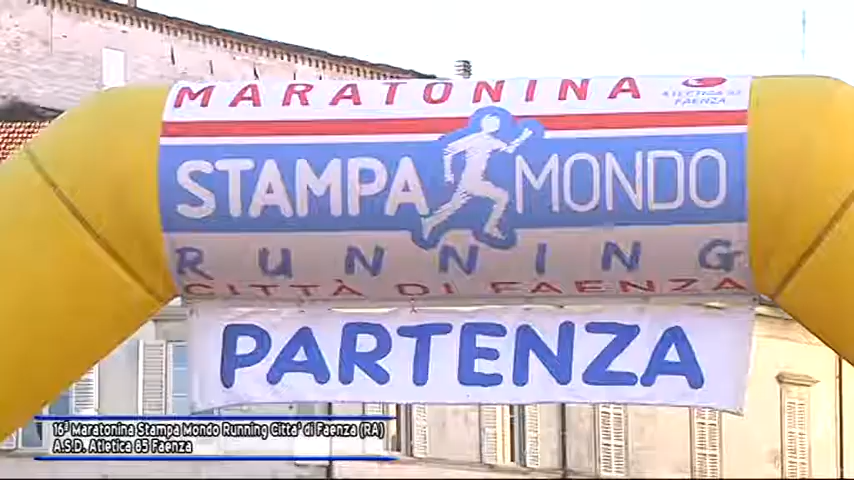 MARATONINA
ATLETICA 85
FAENZA
STAMPA MONDO
RUNNING
CITTÀ DI FAENZA
PARTENZA
16ª Maratonina Stampa Mondo Running Citta' di Faenza (RA)
A.S.D. Atletica 85 Faenza